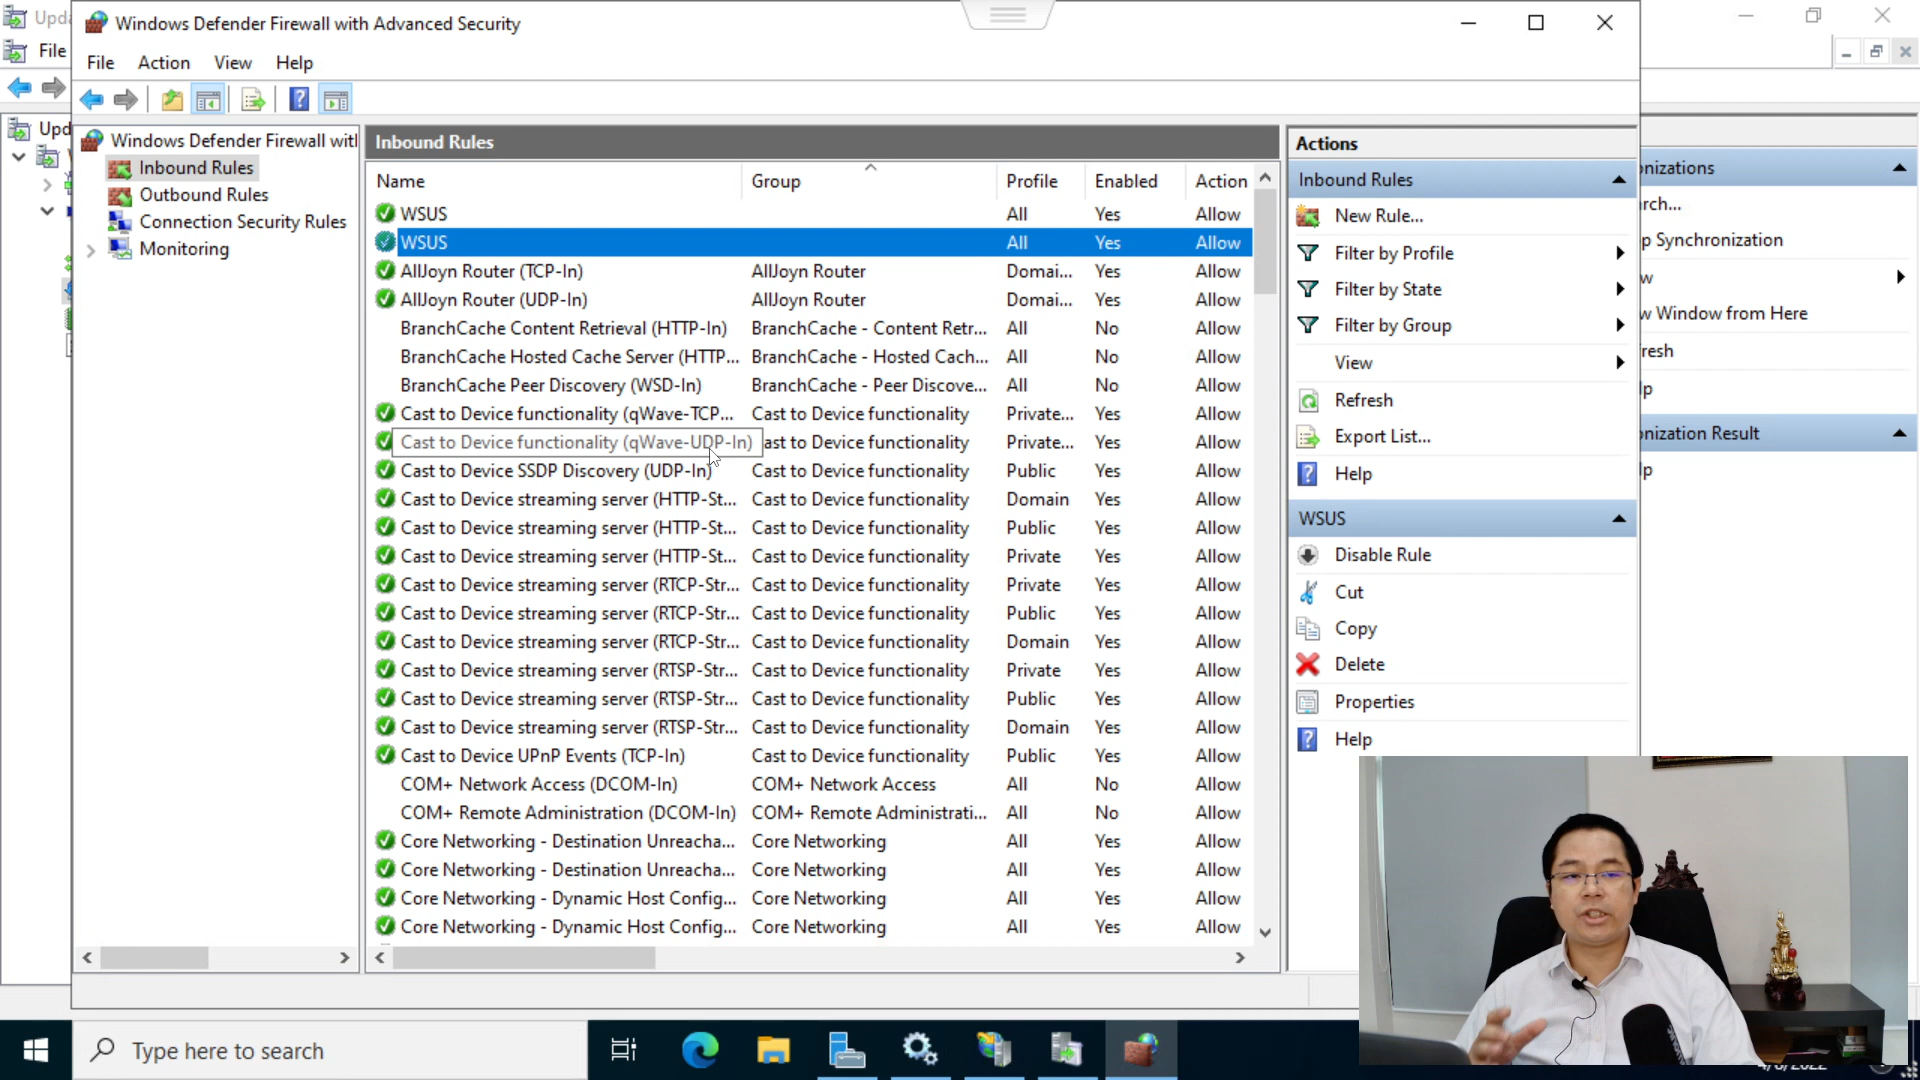 Windows Defender Firewall with Advanced Security
File Action View Help
Windows Defender Firewall wit
Inbound Rules
Outbound Rules
Connection Security Rules
Monitoring
Inbound Rules
Name Group Profile Enabled Action
WSUS All Yes Allow
WSUS All Yes Allow
AllJoyn Router (TCP-In) AllJoyn Router Domai... Yes Allow
AllJoyn Router (UDP-In) AllJoyn Router Domai... Yes Allow
BranchCache Content Retrieval (HTTP-In) BranchCache - Content Retr... All No Allow
BranchCache Hosted Cache Server (HTTP... BranchCache - Hosted Cach... All No Allow
BranchCache Peer Discovery (WSD-In) BranchCache - Peer Discove... All No Allow
Cast to Device functionality (qWave-TCP... Cast to Device functionality Private... Yes Allow
Cast to Device functionality (qWave-UDP-In) ast to Device functionality Private... Yes Allow
Cast to Device SSDP Discovery (UDP-In) Cast to Device functionality Public Yes Allow
Cast to Device streaming server (HTTP-St... Cast to Device functionality Domain Yes Allow
Cast to Device streaming server (HTTP-St... Cast to Device functionality Public Yes Allow
Cast to Device streaming server (HTTP-St... Cast to Device functionality Private Yes Allow
Cast to Device streaming server (RTCP-Str... Cast to Device functionality Private Yes Allow
Cast to Device streaming server (RTCP-Str... Cast to Device functionality Public Yes Allow
Cast to Device streaming server (RTCP-Str... Cast to Device functionality Domain Yes Allow
Cast to Device streaming server (RTSP-Str... Cast to Device functionality Private Yes Allow
Cast to Device streaming server (RTSP-Str... Cast to Device functionality Public Yes Allow
Cast to Device streaming server (RTSP-Str... Cast to Device functionality Domain Yes Allow
Cast to Device UPnP Events (TCP-In) Cast to Device functionality Public Yes Allow
COM+ Network Access (DCOM-In) COM+ Network Access All No Allow
COM+ Remote Administration (DCOM-In) COM+ Remote Administrati... All No Allow
Core Networking - Destination Unreacha... Core Networking All Yes Allow
Core Networking - Destination Unreacha... Core Networking All Yes Allow
Core Networking - Dynamic Host Config... Core Networking All Yes Allow
Core Networking - Dynamic Host Config... Core Networking All Yes Allow
Actions
Inbound Rules
New Rule...
Filter by Profile
Filter by State
Filter by Group
View
Refresh
Export List...
Help
WSUS
Disable Rule
Cut
Copy
Delete
Properties
Help
Upda
File
Upd
nizations
rch...
p Synchronization
w
w Window from Here
resh
lp
nization Result
lp
Type here to search